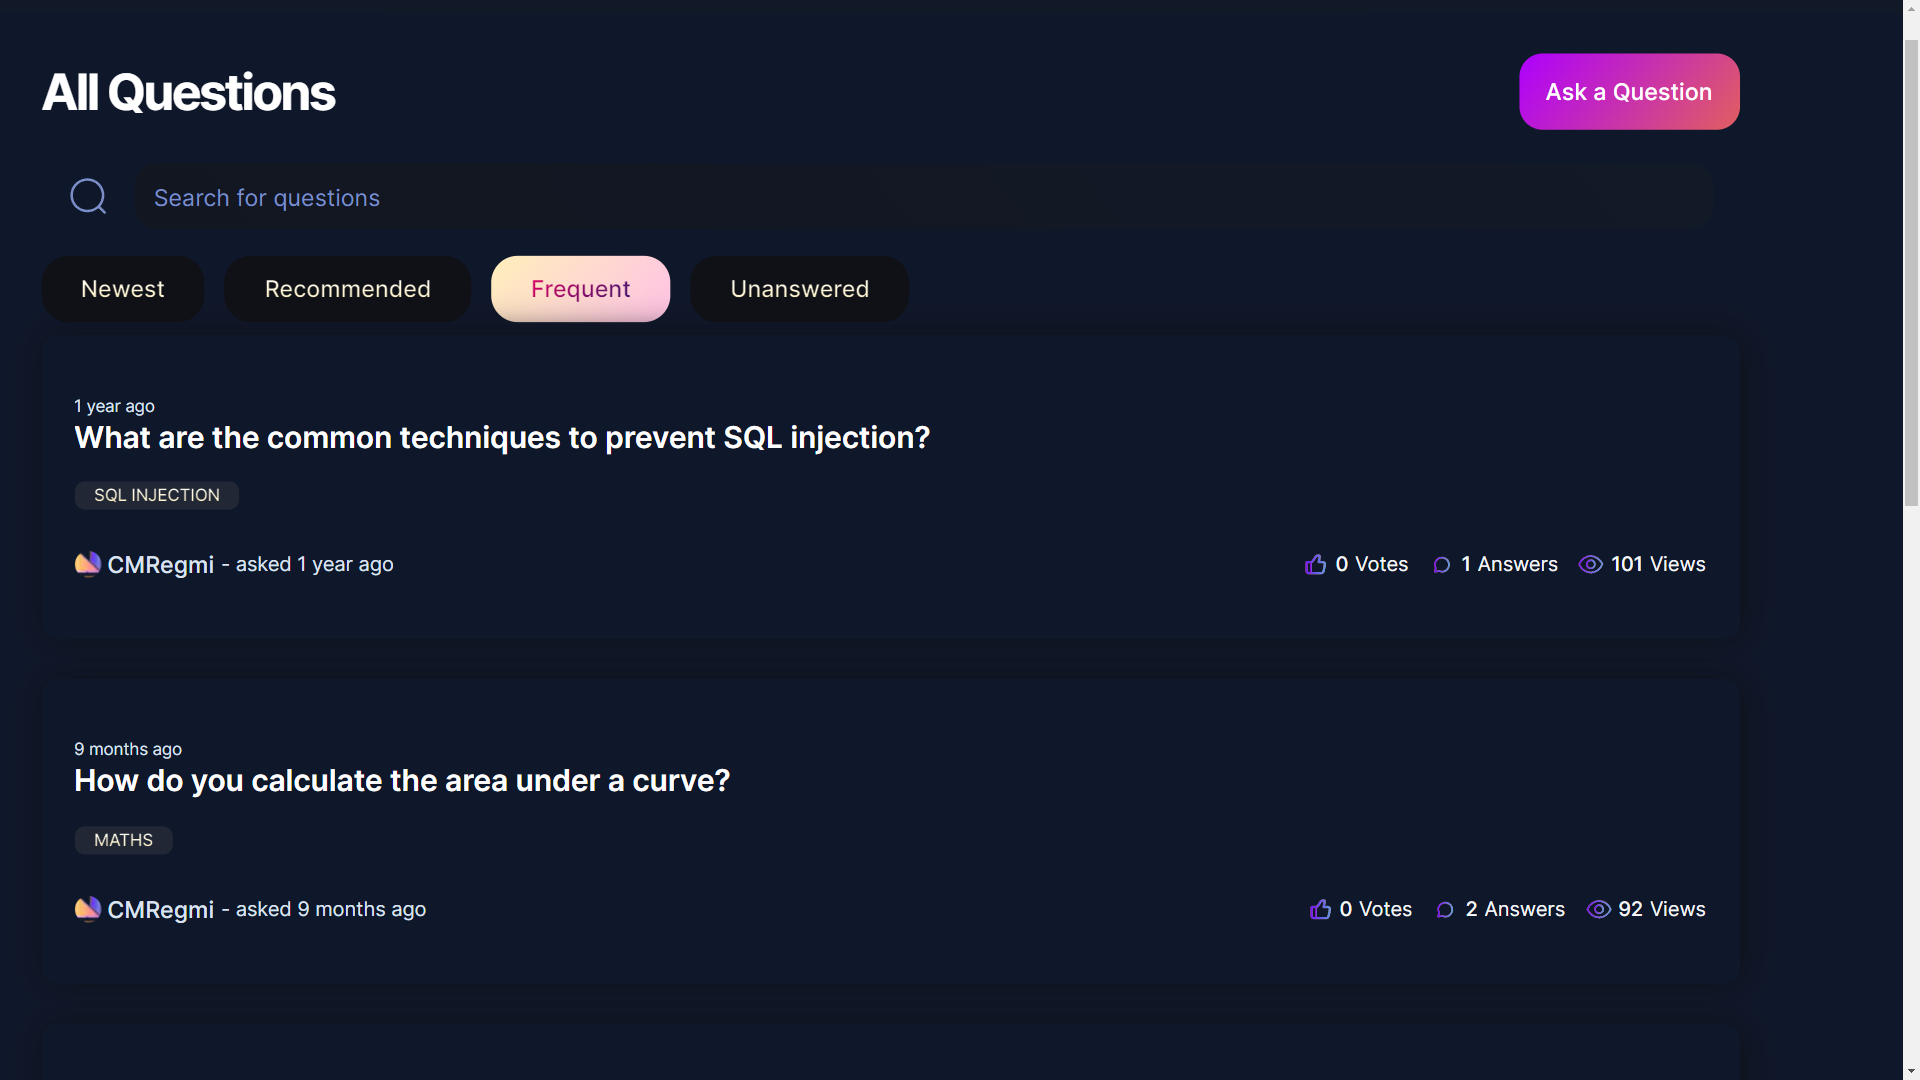 All Questions
Ask a Question
Search for questions
Newest
Recommended
Frequent
Unanswered
1 year ago
What are the common techniques to prevent SQL injection?
SQL INJECTION
CMRegmi - asked 1 year ago
0 Votes
1 Answers
101 Views
9 months ago
How do you calculate the area under a curve?
MATHS
CMRegmi - asked 9 months ago
0 Votes
2 Answers
92 Views